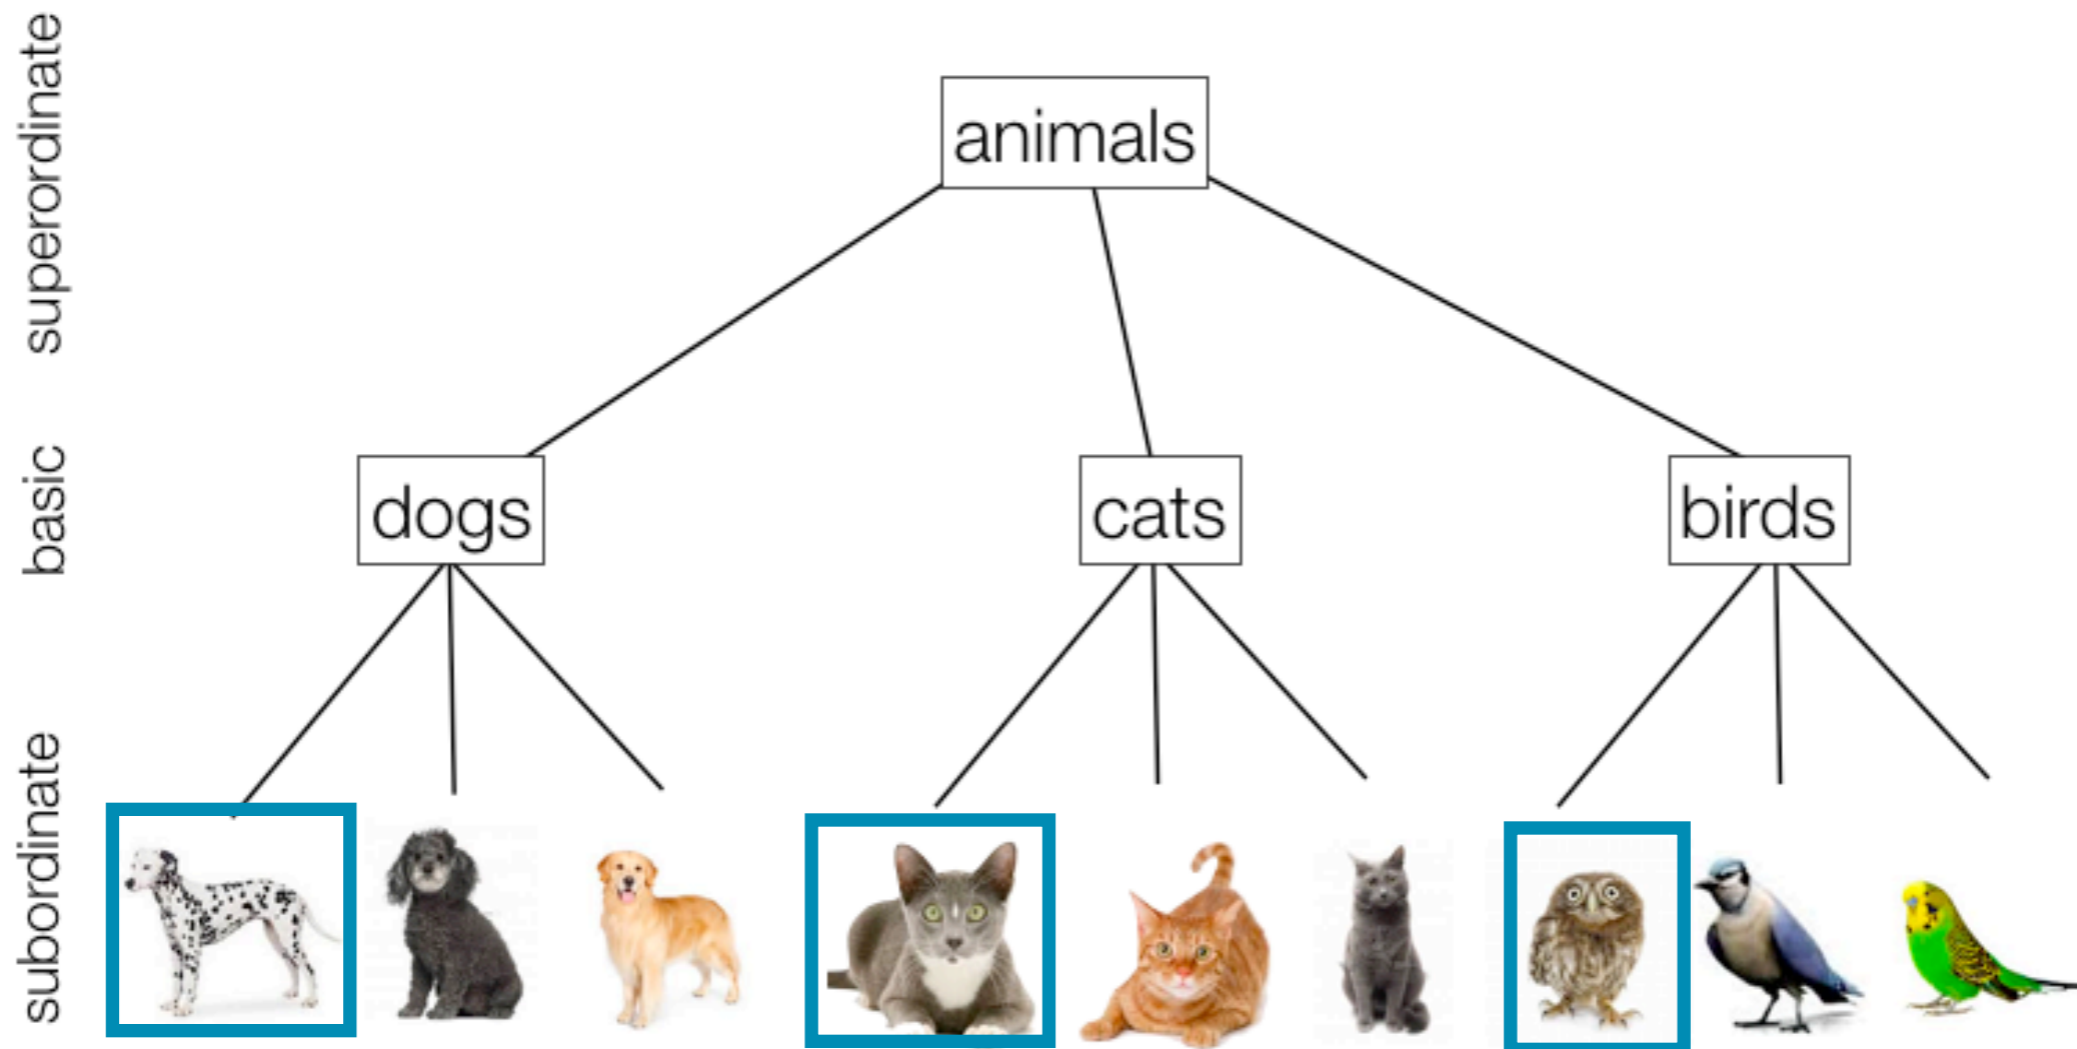 superordinate
animals
basic
dogs
cats
birds
subordinate